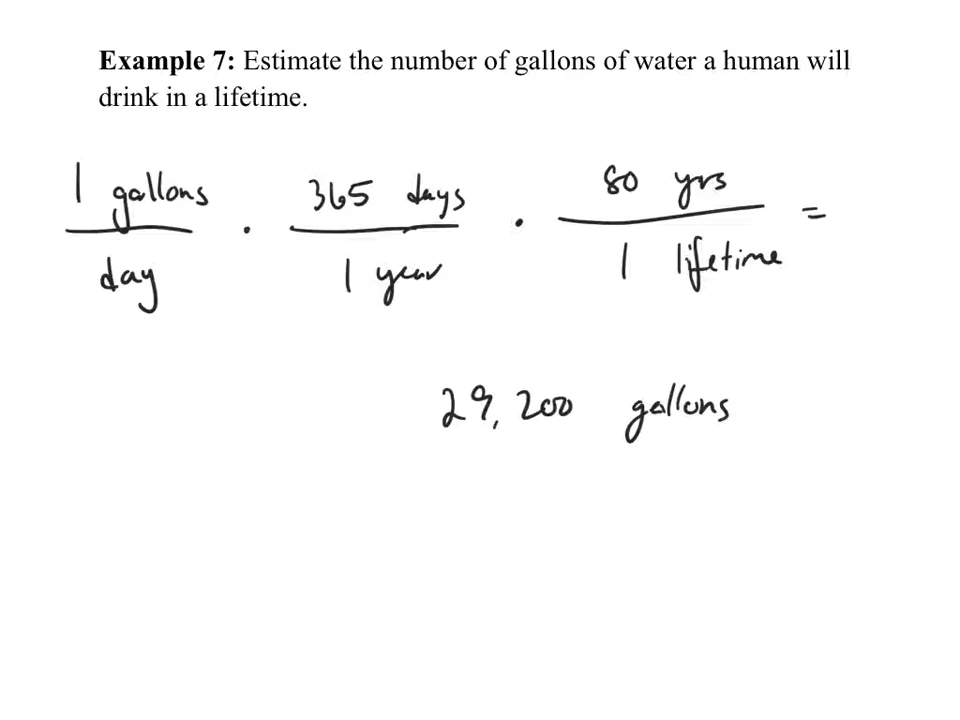 Example 7: Estimate the number of gallons of water a human will
drink in a lifetime.
1 gallons / day · 365 days / 1 year · 80 yrs / 1 lifetime =
29,200 gallons